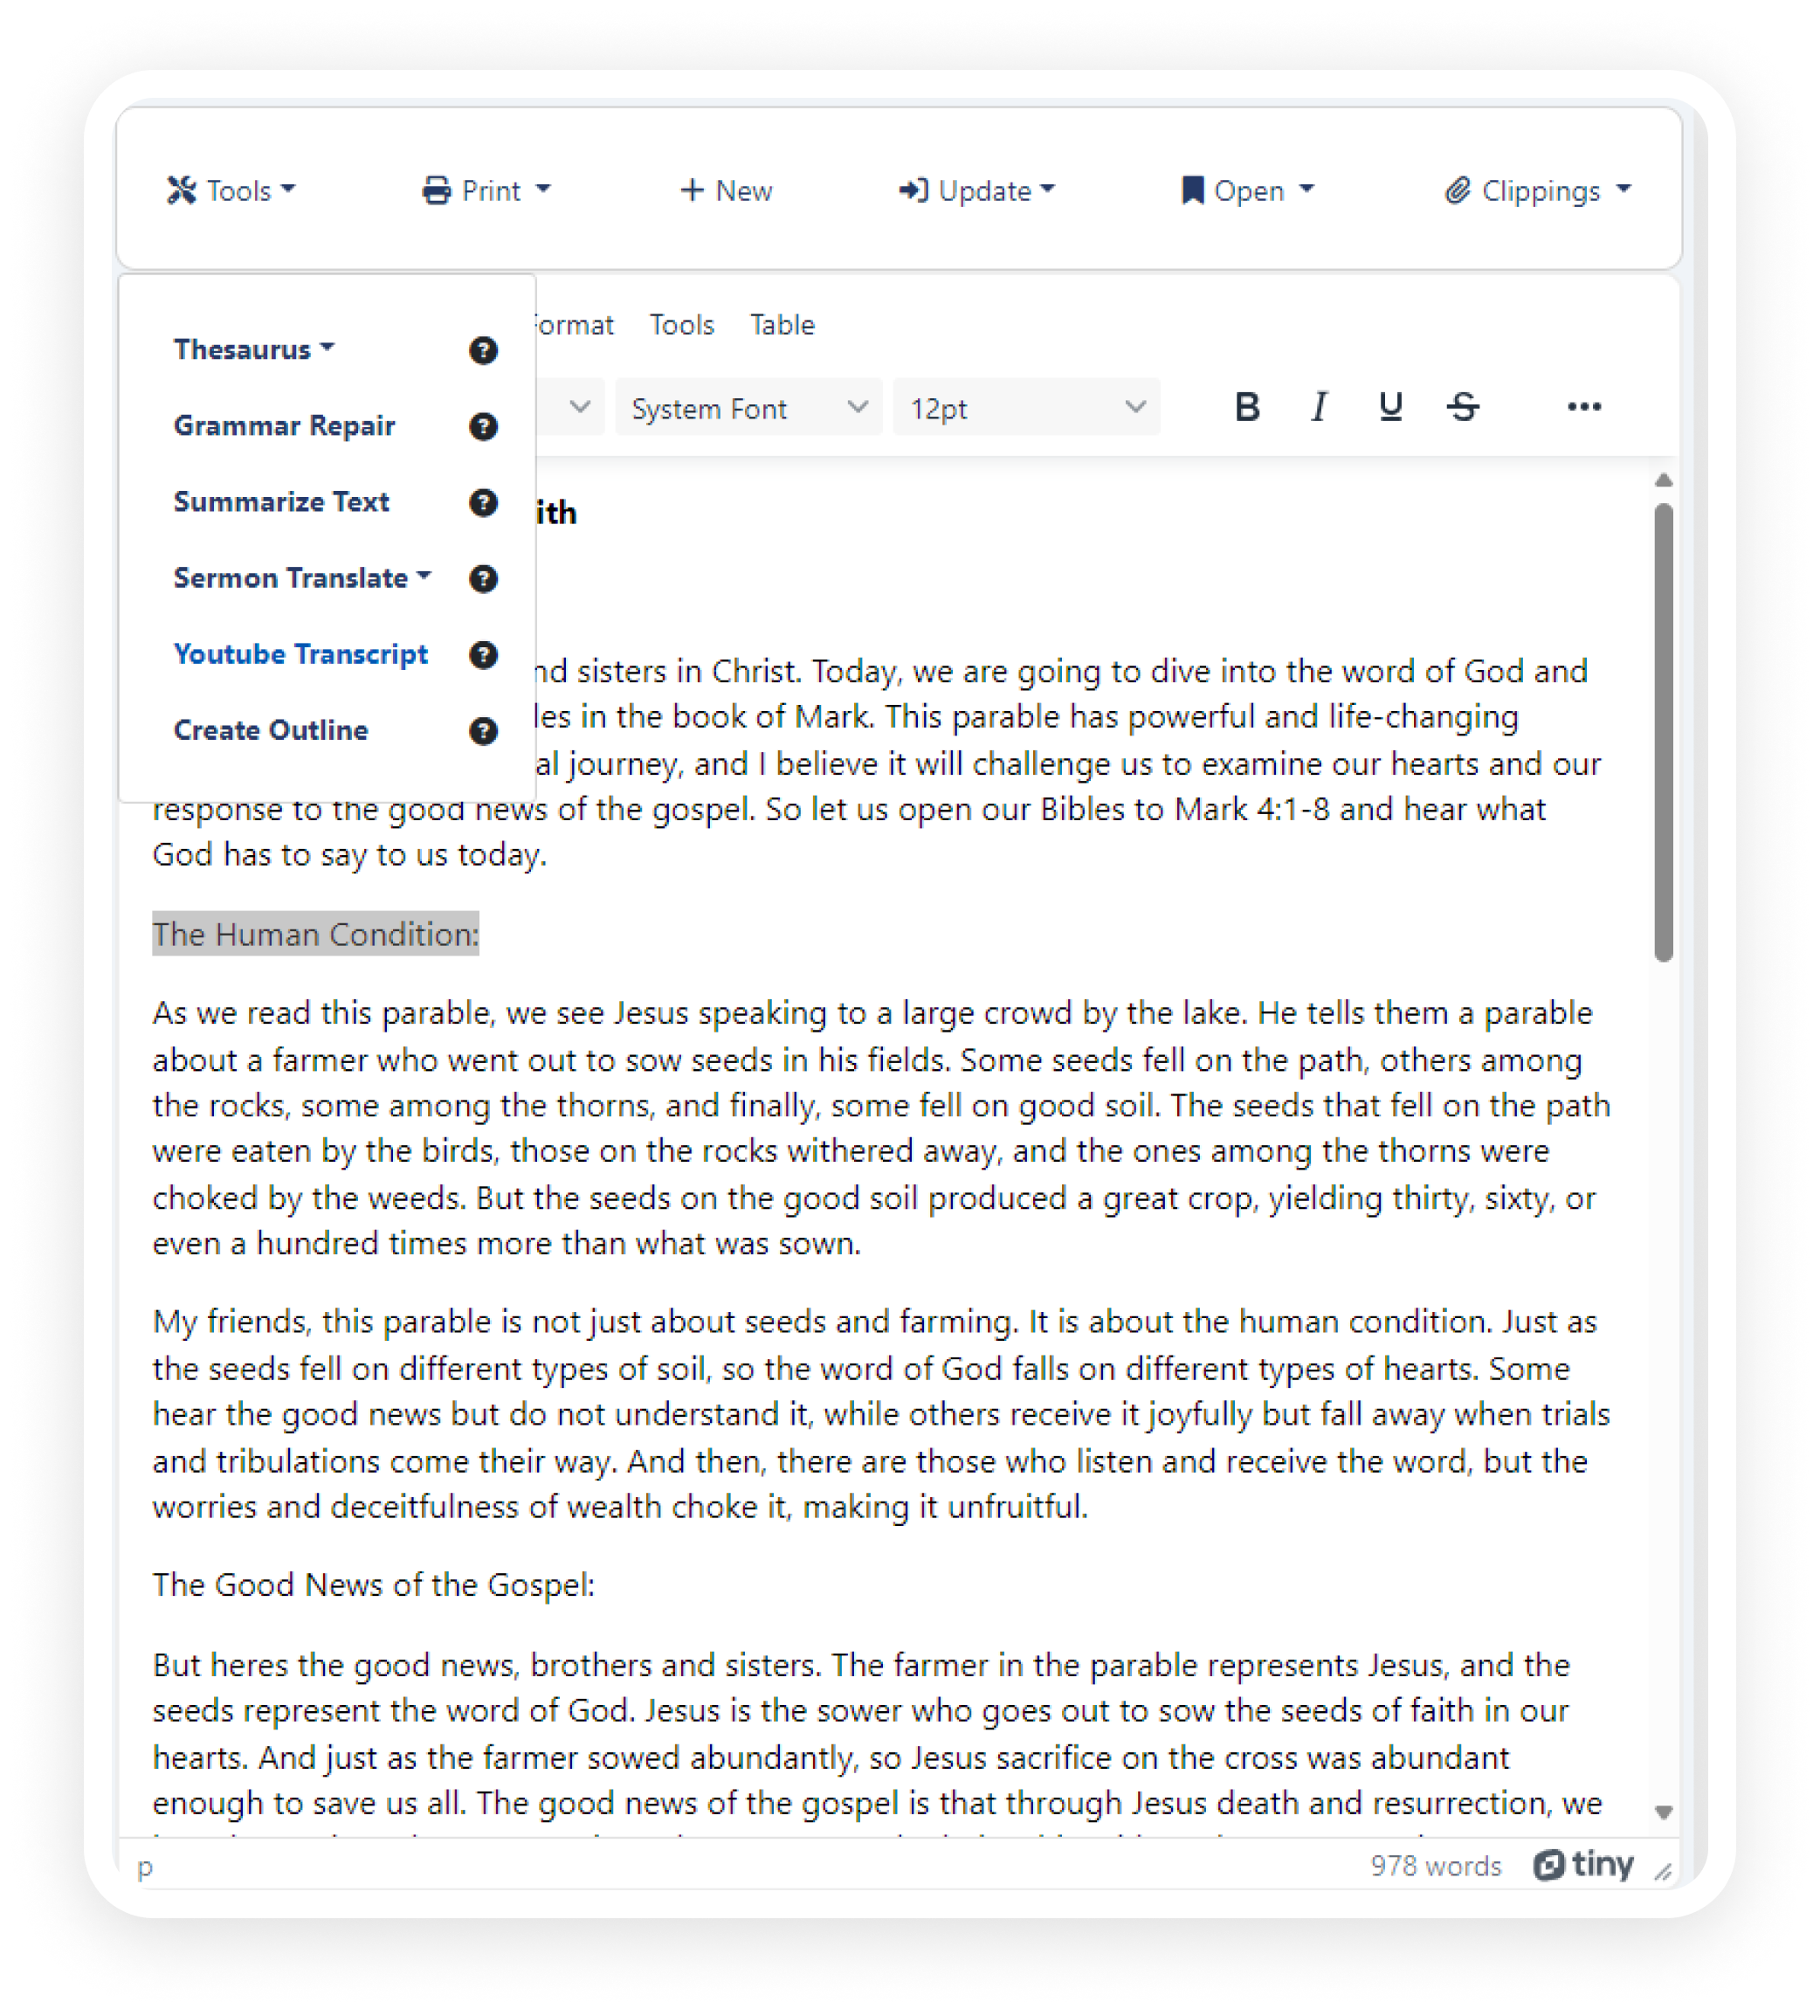 Tools Print + New Update Open Clippings
Thesaurus
Grammar Repair
Summarize Text
Sermon Translate
Youtube Transcript
Create Outline
Tools Table
System Font 12pt B I U S ...
sisters in Christ. Today, we are going to dive into the word of God and
in the book of Mark. This parable has powerful and life-changing
journey, and I believe it will challenge us to examine our hearts and our
response to the good news of the gospel. So let us open our Bibles to Mark 4:1-8 and hear what
God has to say to us today.
The Human Condition:
As we read this parable, we see Jesus speaking to a large crowd by the lake. He tells them a parable
about a farmer who went out to sow seeds in his fields. Some seeds fell on the path, others among
the rocks, some among the thorns, and finally, some fell on good soil. The seeds that fell on the path
were eaten by the birds, those on the rocks withered away, and the ones among the thorns were
choked by the weeds. But the seeds on the good soil produced a great crop, yielding thirty, sixty, or
even a hundred times more than what was sown.
My friends, this parable is not just about seeds and farming. It is about the human condition. Just as
the seeds fell on different types of soil, so the word of God falls on different types of hearts. Some
hear the good news but do not understand it, while others receive it joyfully but fall away when trials
and tribulations come their way. And then, there are those who listen and receive the word, but the
worries and deceitfulness of wealth choke it, making it unfruitful.
The Good News of the Gospel:
But heres the good news, brothers and sisters. The farmer in the parable represents Jesus, and the
seeds represent the word of God. Jesus is the sower who goes out to sow the seeds of faith in our
hearts. And just as the farmer sowed abundantly, so Jesus sacrifice on the cross was abundant
enough to save us all. The good news of the gospel is that through Jesus death and resurrection, we
p 978 words tiny